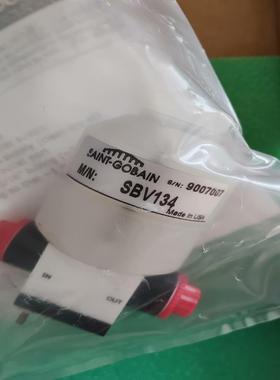 SAINT-GOBAIN
S/N: 9007007
M/N:
SBV134
Made in USA
IN
OUT